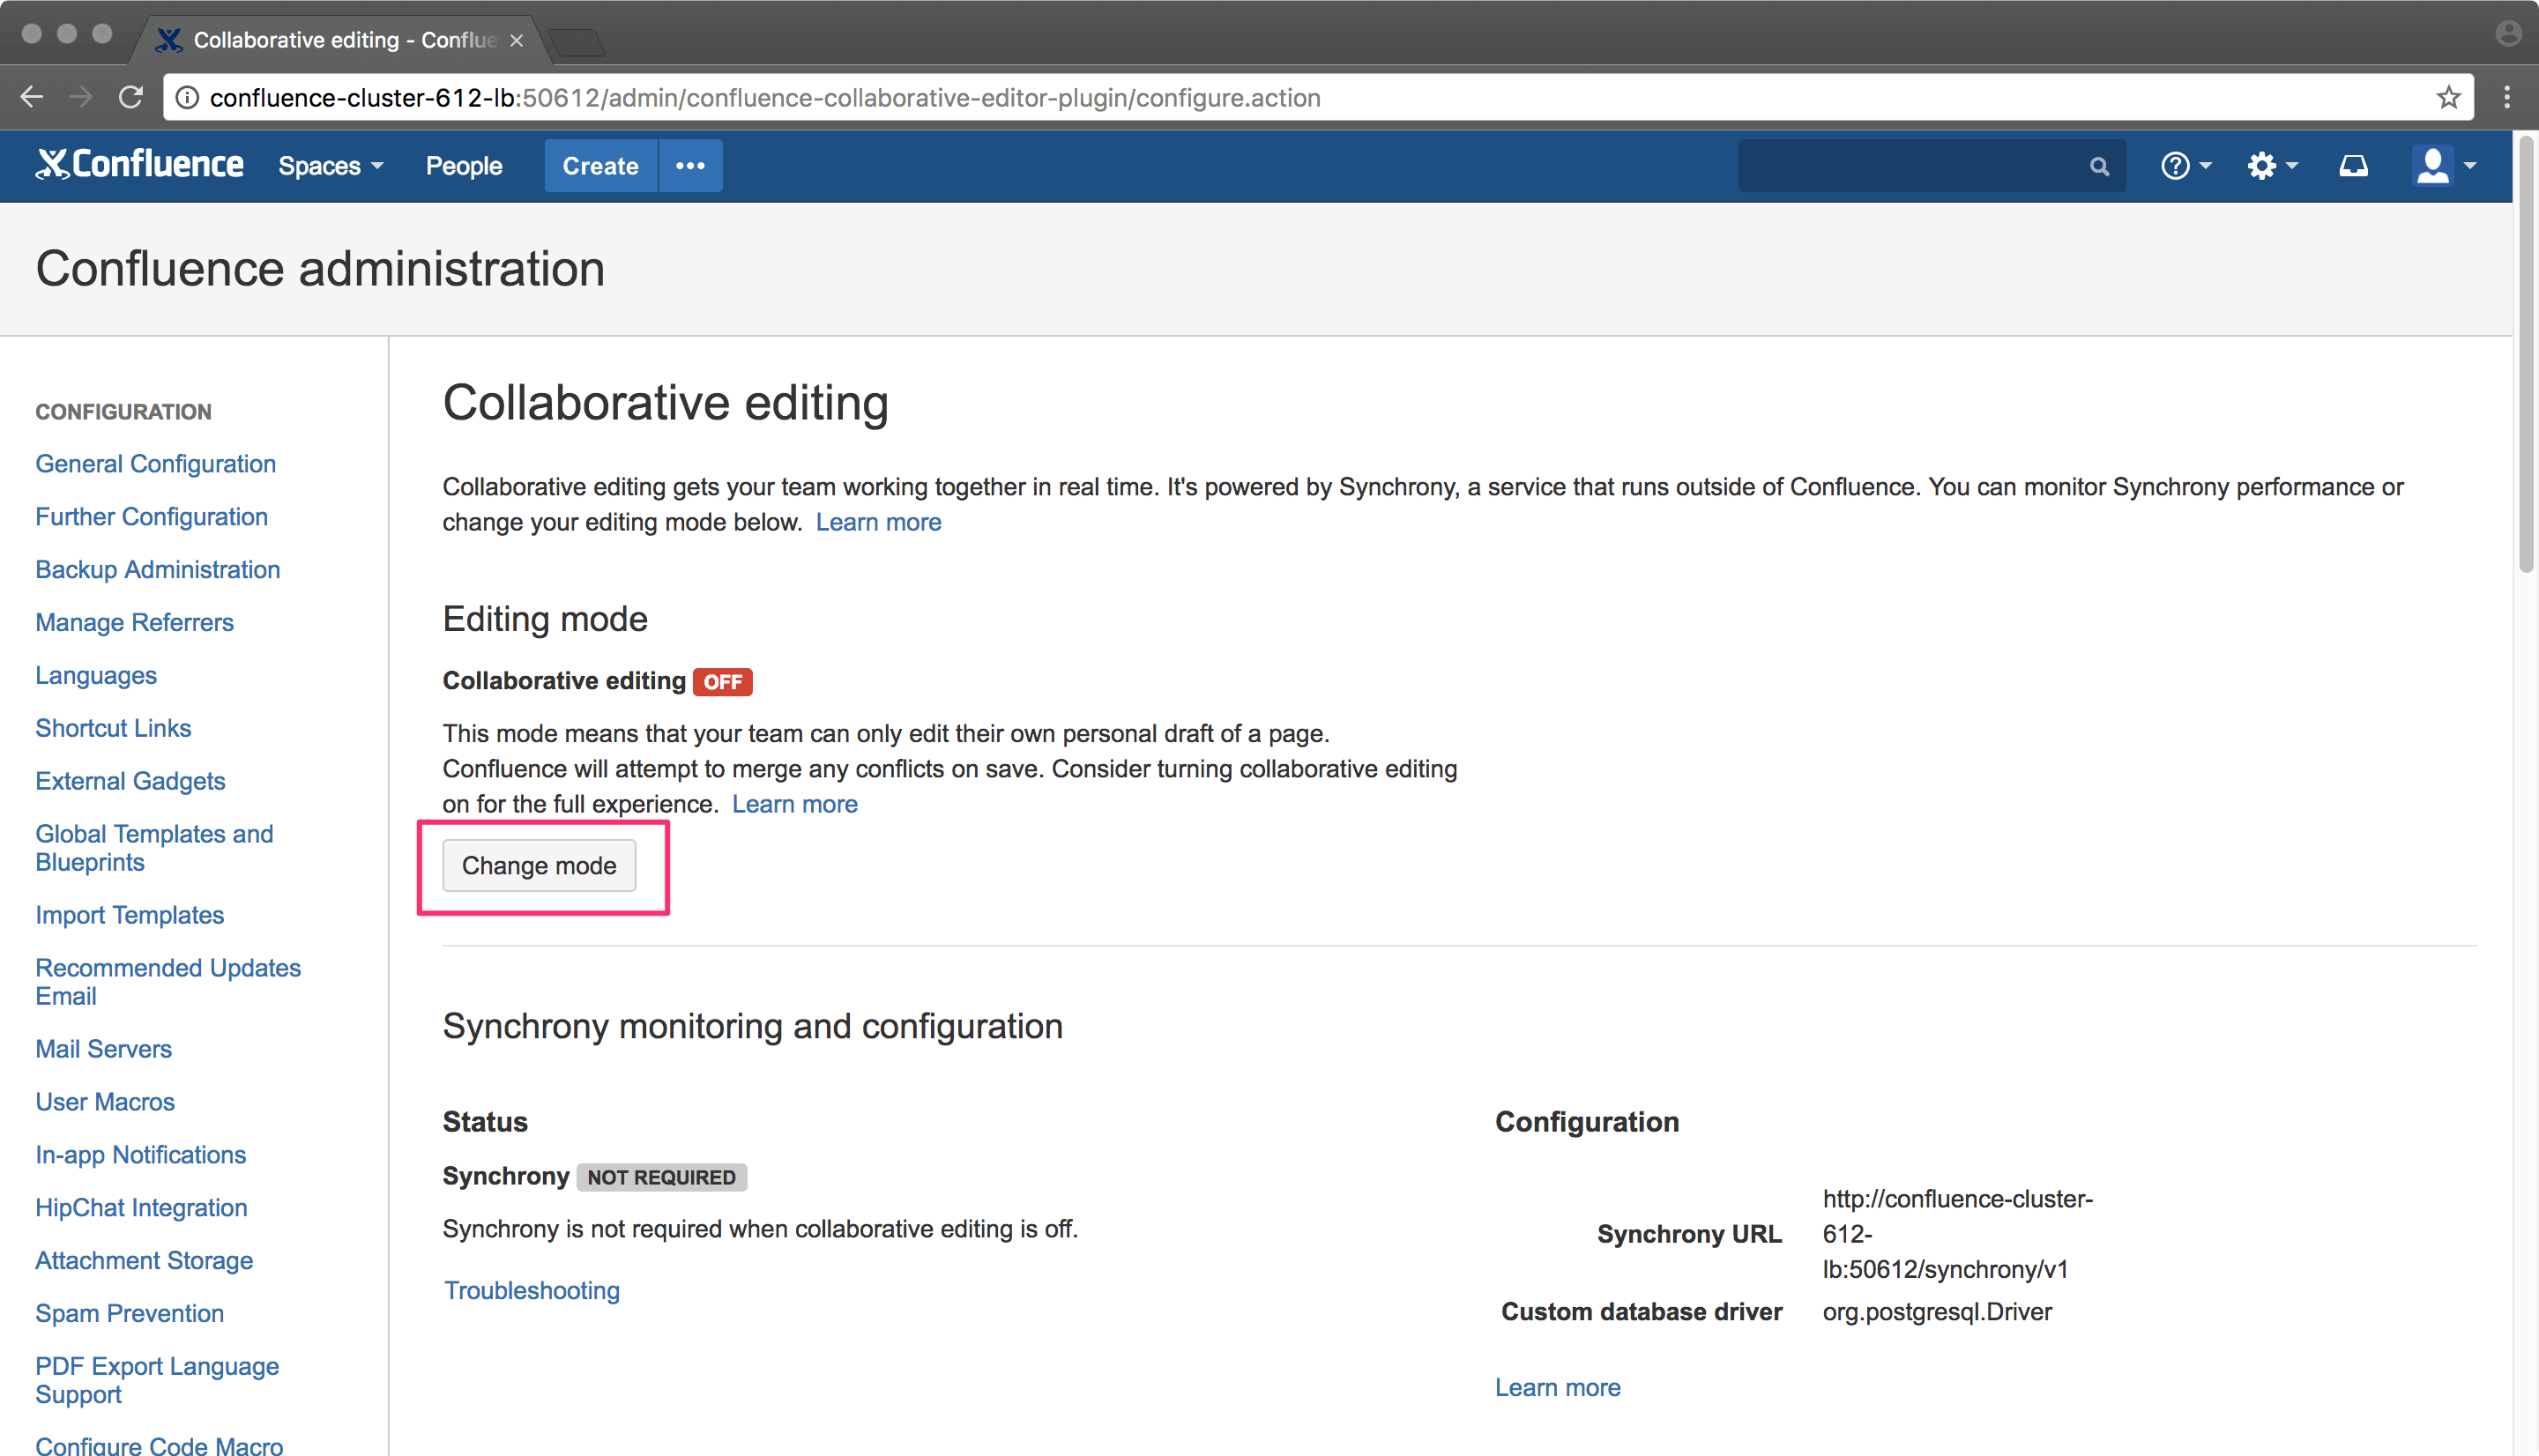 Collaborative editing - Conflue
confluence-cluster-612-lb:50612/admin/confluence-collaborative-editor-plugin/configure.action
Confluence
Spaces
People
Create
Confluence administration
CONFIGURATION
General Configuration
Further Configuration
Backup Administration
Manage Referrers
Languages
Shortcut Links
External Gadgets
Global Templates and
Blueprints
Import Templates
Recommended Updates
Email
Mail Servers
User Macros
In-app Notifications
HipChat Integration
Attachment Storage
Spam Prevention
PDF Export Language
Support
Configure Code Macro
Collaborative editing
Collaborative editing gets your team working together in real time. It's powered by Synchrony, a service that runs outside of Confluence. You can monitor Synchrony performance or
change your editing mode below. Learn more
Editing mode
Collaborative editing OFF
This mode means that your team can only edit their own personal draft of a page.
Confluence will attempt to merge any conflicts on save. Consider turning collaborative editing
on for the full experience. Learn more
Change mode
Synchrony monitoring and configuration
Status
Synchrony NOT REQUIRED
Synchrony is not required when collaborative editing is off.
Troubleshooting
Configuration
Synchrony URL
http://confluence-cluster-
612-
lb:50612/synchrony/v1
Custom database driver org.postgresql.Driver
Learn more